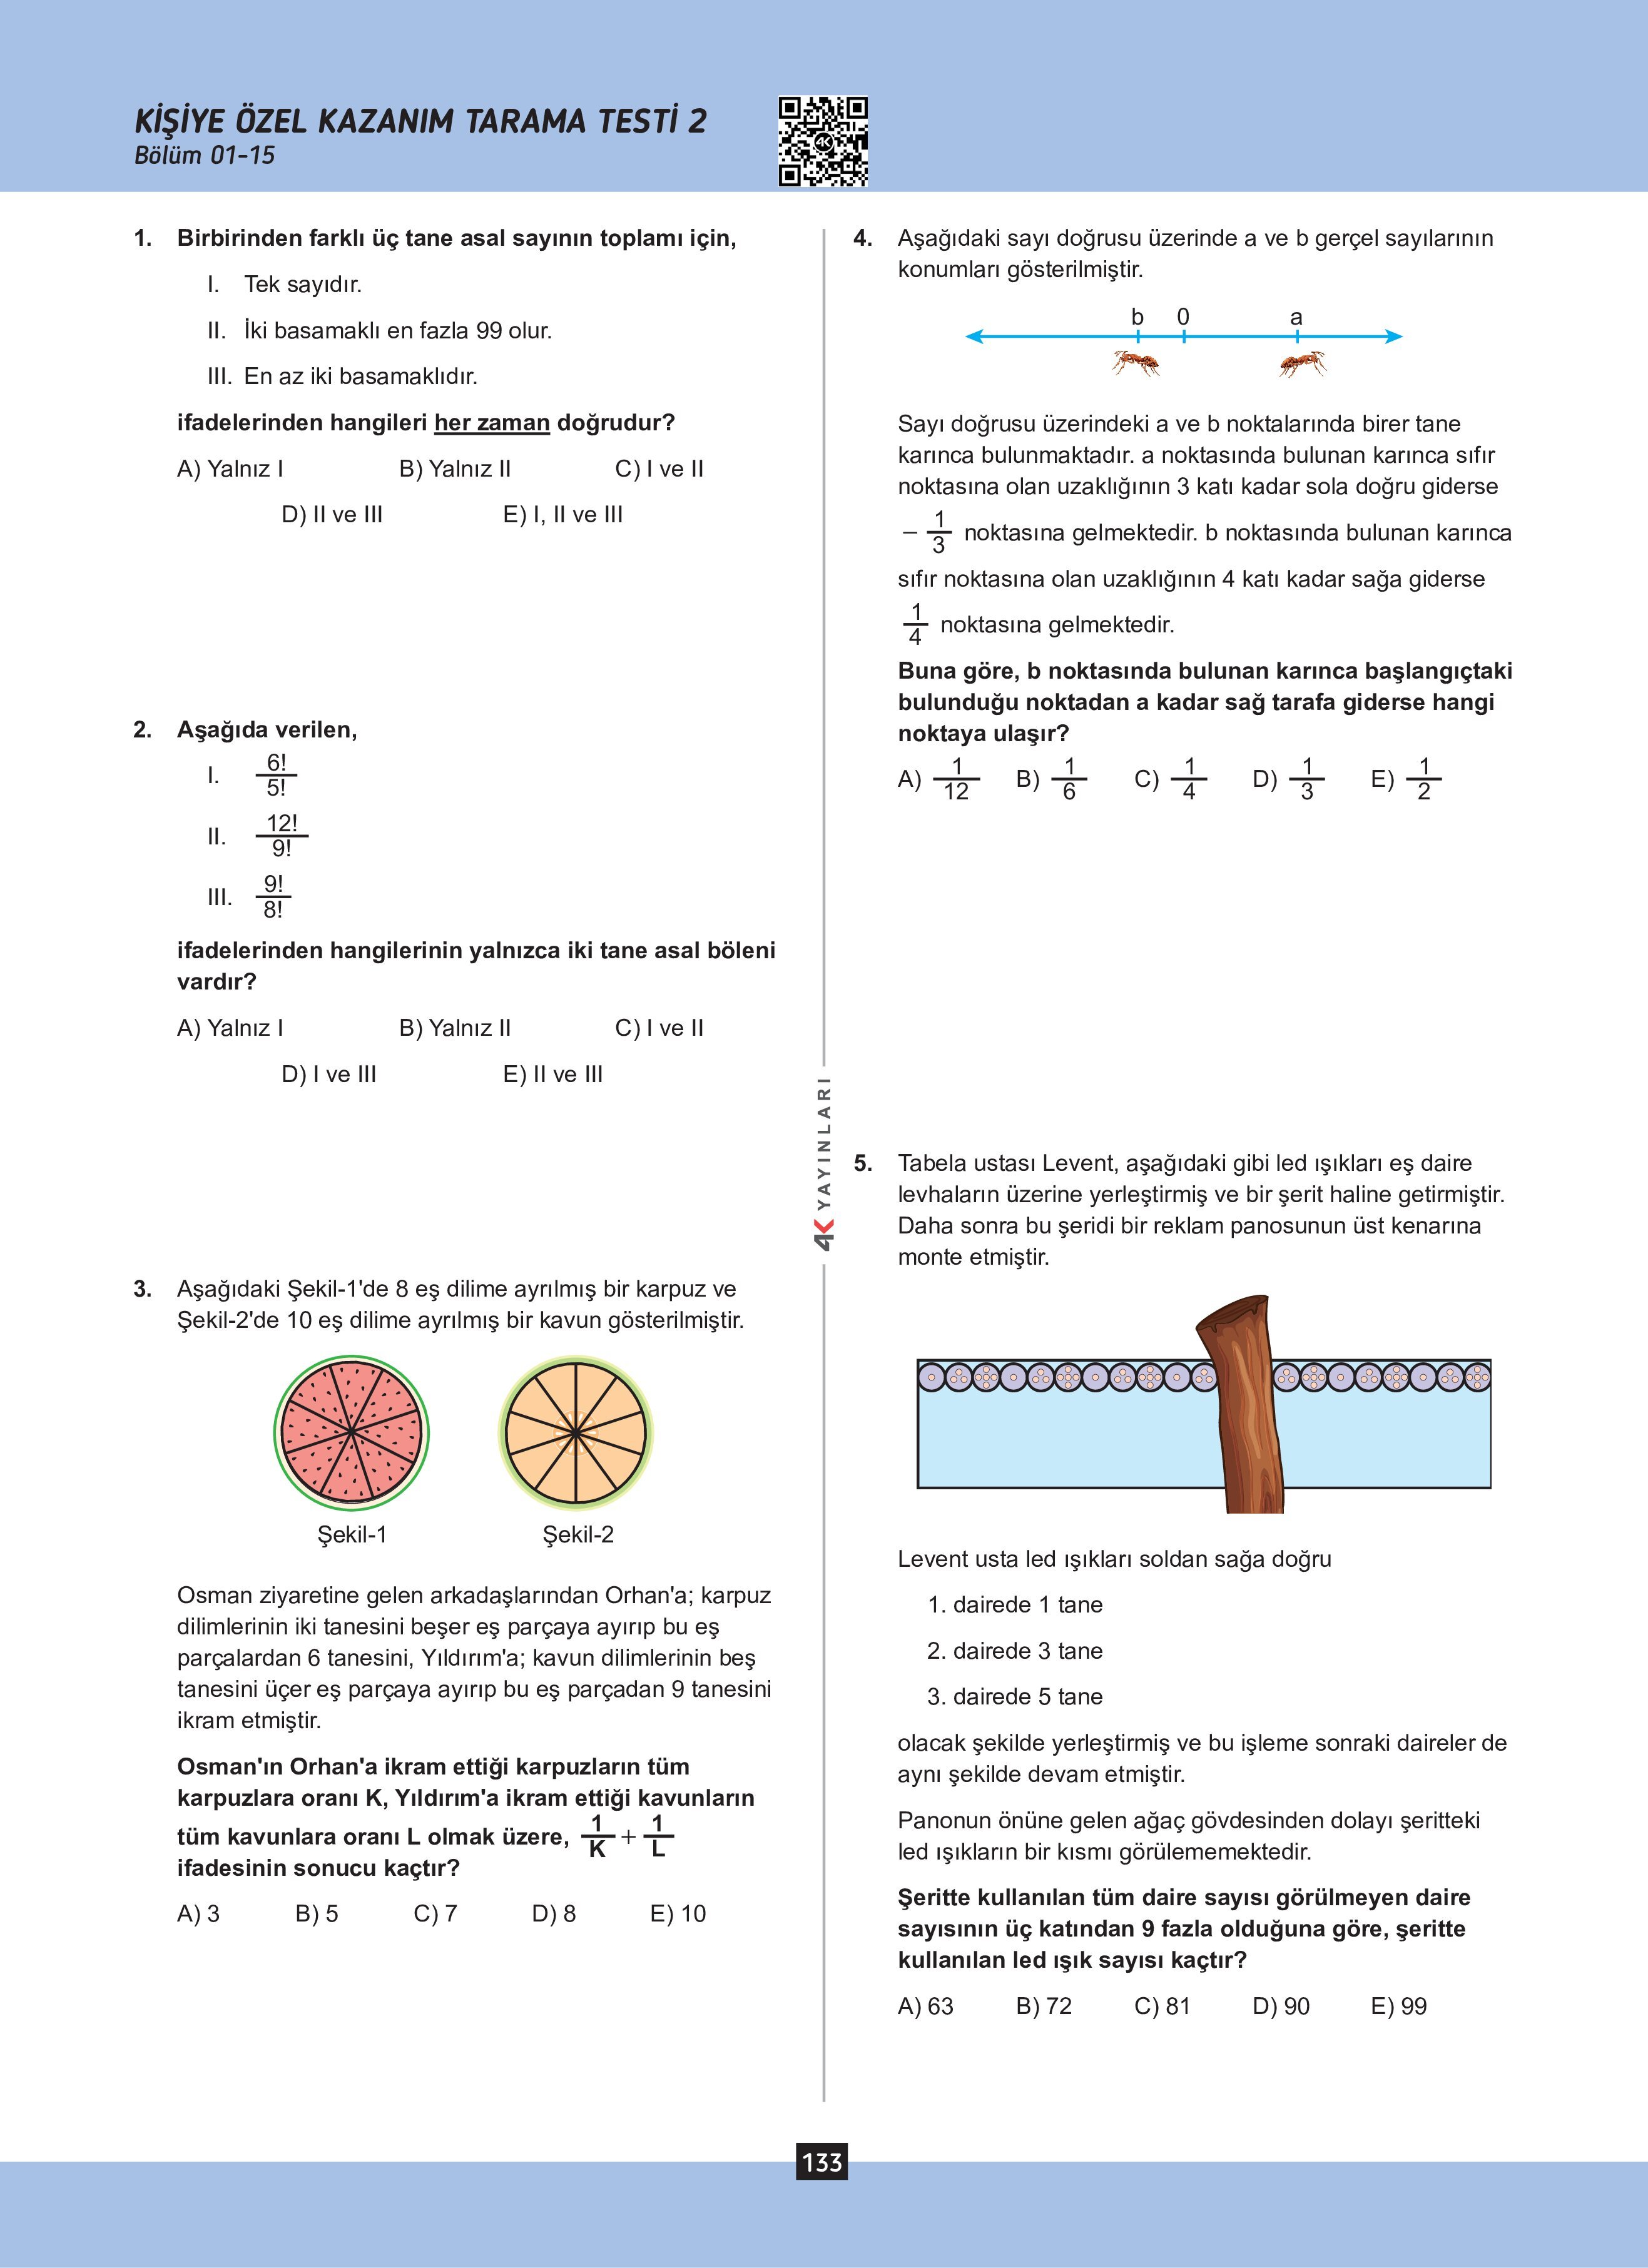 KİŞİYE ÖZEL KAZANIM TARAMA TESTİ 2
Bölüm 01-15
4K
1. Birbirinden farklı üç tane asal sayının toplamı için,
I. Tek sayıdır.
II. İki basamaklı en fazla 99 olur.
III. En az iki basamaklıdır.
ifadelerinden hangileri her zaman doğrudur?
A) Yalnız I B) Yalnız II C) I ve II
D) II ve III E) I, II ve III
2. Aşağıda verilen,
I. 6!/5!
II. 12!/9!
III. 9!/8!
ifadelerinden hangilerinin yalnızca iki tane asal böleni
vardır?
A) Yalnız I B) Yalnız II C) I ve II
D) I ve III E) II ve III
3. Aşağıdaki Şekil-1'de 8 eş dilime ayrılmış bir karpuz ve
Şekil-2'de 10 eş dilime ayrılmış bir kavun gösterilmiştir.
Şekil-1 Şekil-2
Osman ziyaretine gelen arkadaşlarından Orhan'a; karpuz
dilimlerinin iki tanesini beşer eş parçaya ayırıp bu eş
parçalardan 6 tanesini, Yıldırım'a; kavun dilimlerinin beş
tanesini üçer eş parçaya ayırıp bu eş parçadan 9 tanesini
ikram etmiştir.
Osman'ın Orhan'a ikram ettiği karpuzların tüm
karpuzlara oranı K, Yıldırım'a ikram ettiği kavunların
tüm kavunlara oranı L olmak üzere, 1/K + 1/L
ifadesinin sonucu kaçtır?
A) 3 B) 5 C) 7 D) 8 E) 10
4K YAYINLARI
4. Aşağıdaki sayı doğrusu üzerinde a ve b gerçel sayılarının
konumları gösterilmiştir.
b 0 a
Sayı doğrusu üzerindeki a ve b noktalarında birer tane
karınca bulunmaktadır. a noktasında bulunan karınca sıfır
noktasına olan uzaklığının 3 katı kadar sola doğru giderse
- 1/3 noktasına gelmektedir. b noktasında bulunan karınca
sıfır noktasına olan uzaklığının 4 katı kadar sağa giderse
1/4 noktasına gelmektedir.
Buna göre, b noktasında bulunan karınca başlangıçtaki
bulunduğu noktadan a kadar sağ tarafa giderse hangi
noktaya ulaşır?
A) 1/12 B) 1/6 C) 1/4 D) 1/3 E) 1/2
5. Tabela ustası Levent, aşağıdaki gibi led ışıkları eş daire
levhaların üzerine yerleştirmiş ve bir şerit haline getirmiştir.
Daha sonra bu şeridi bir reklam panosunun üst kenarına
monte etmiştir.
Levent usta led ışıkları soldan sağa doğru
1. dairede 1 tane
2. dairede 3 tane
3. dairede 5 tane
olacak şekilde yerleştirmiş ve bu işleme sonraki daireler de
aynı şekilde devam etmiştir.
Panonun önüne gelen ağaç gövdesinden dolayı şeritteki
led ışıkların bir kısmı görülememektedir.
Şeritte kullanılan tüm daire sayısı görülmeyen daire
sayısının üç katından 9 fazla olduğuna göre, şeritte
kullanılan led ışık sayısı kaçtır?
A) 63 B) 72 C) 81 D) 90 E) 99
133